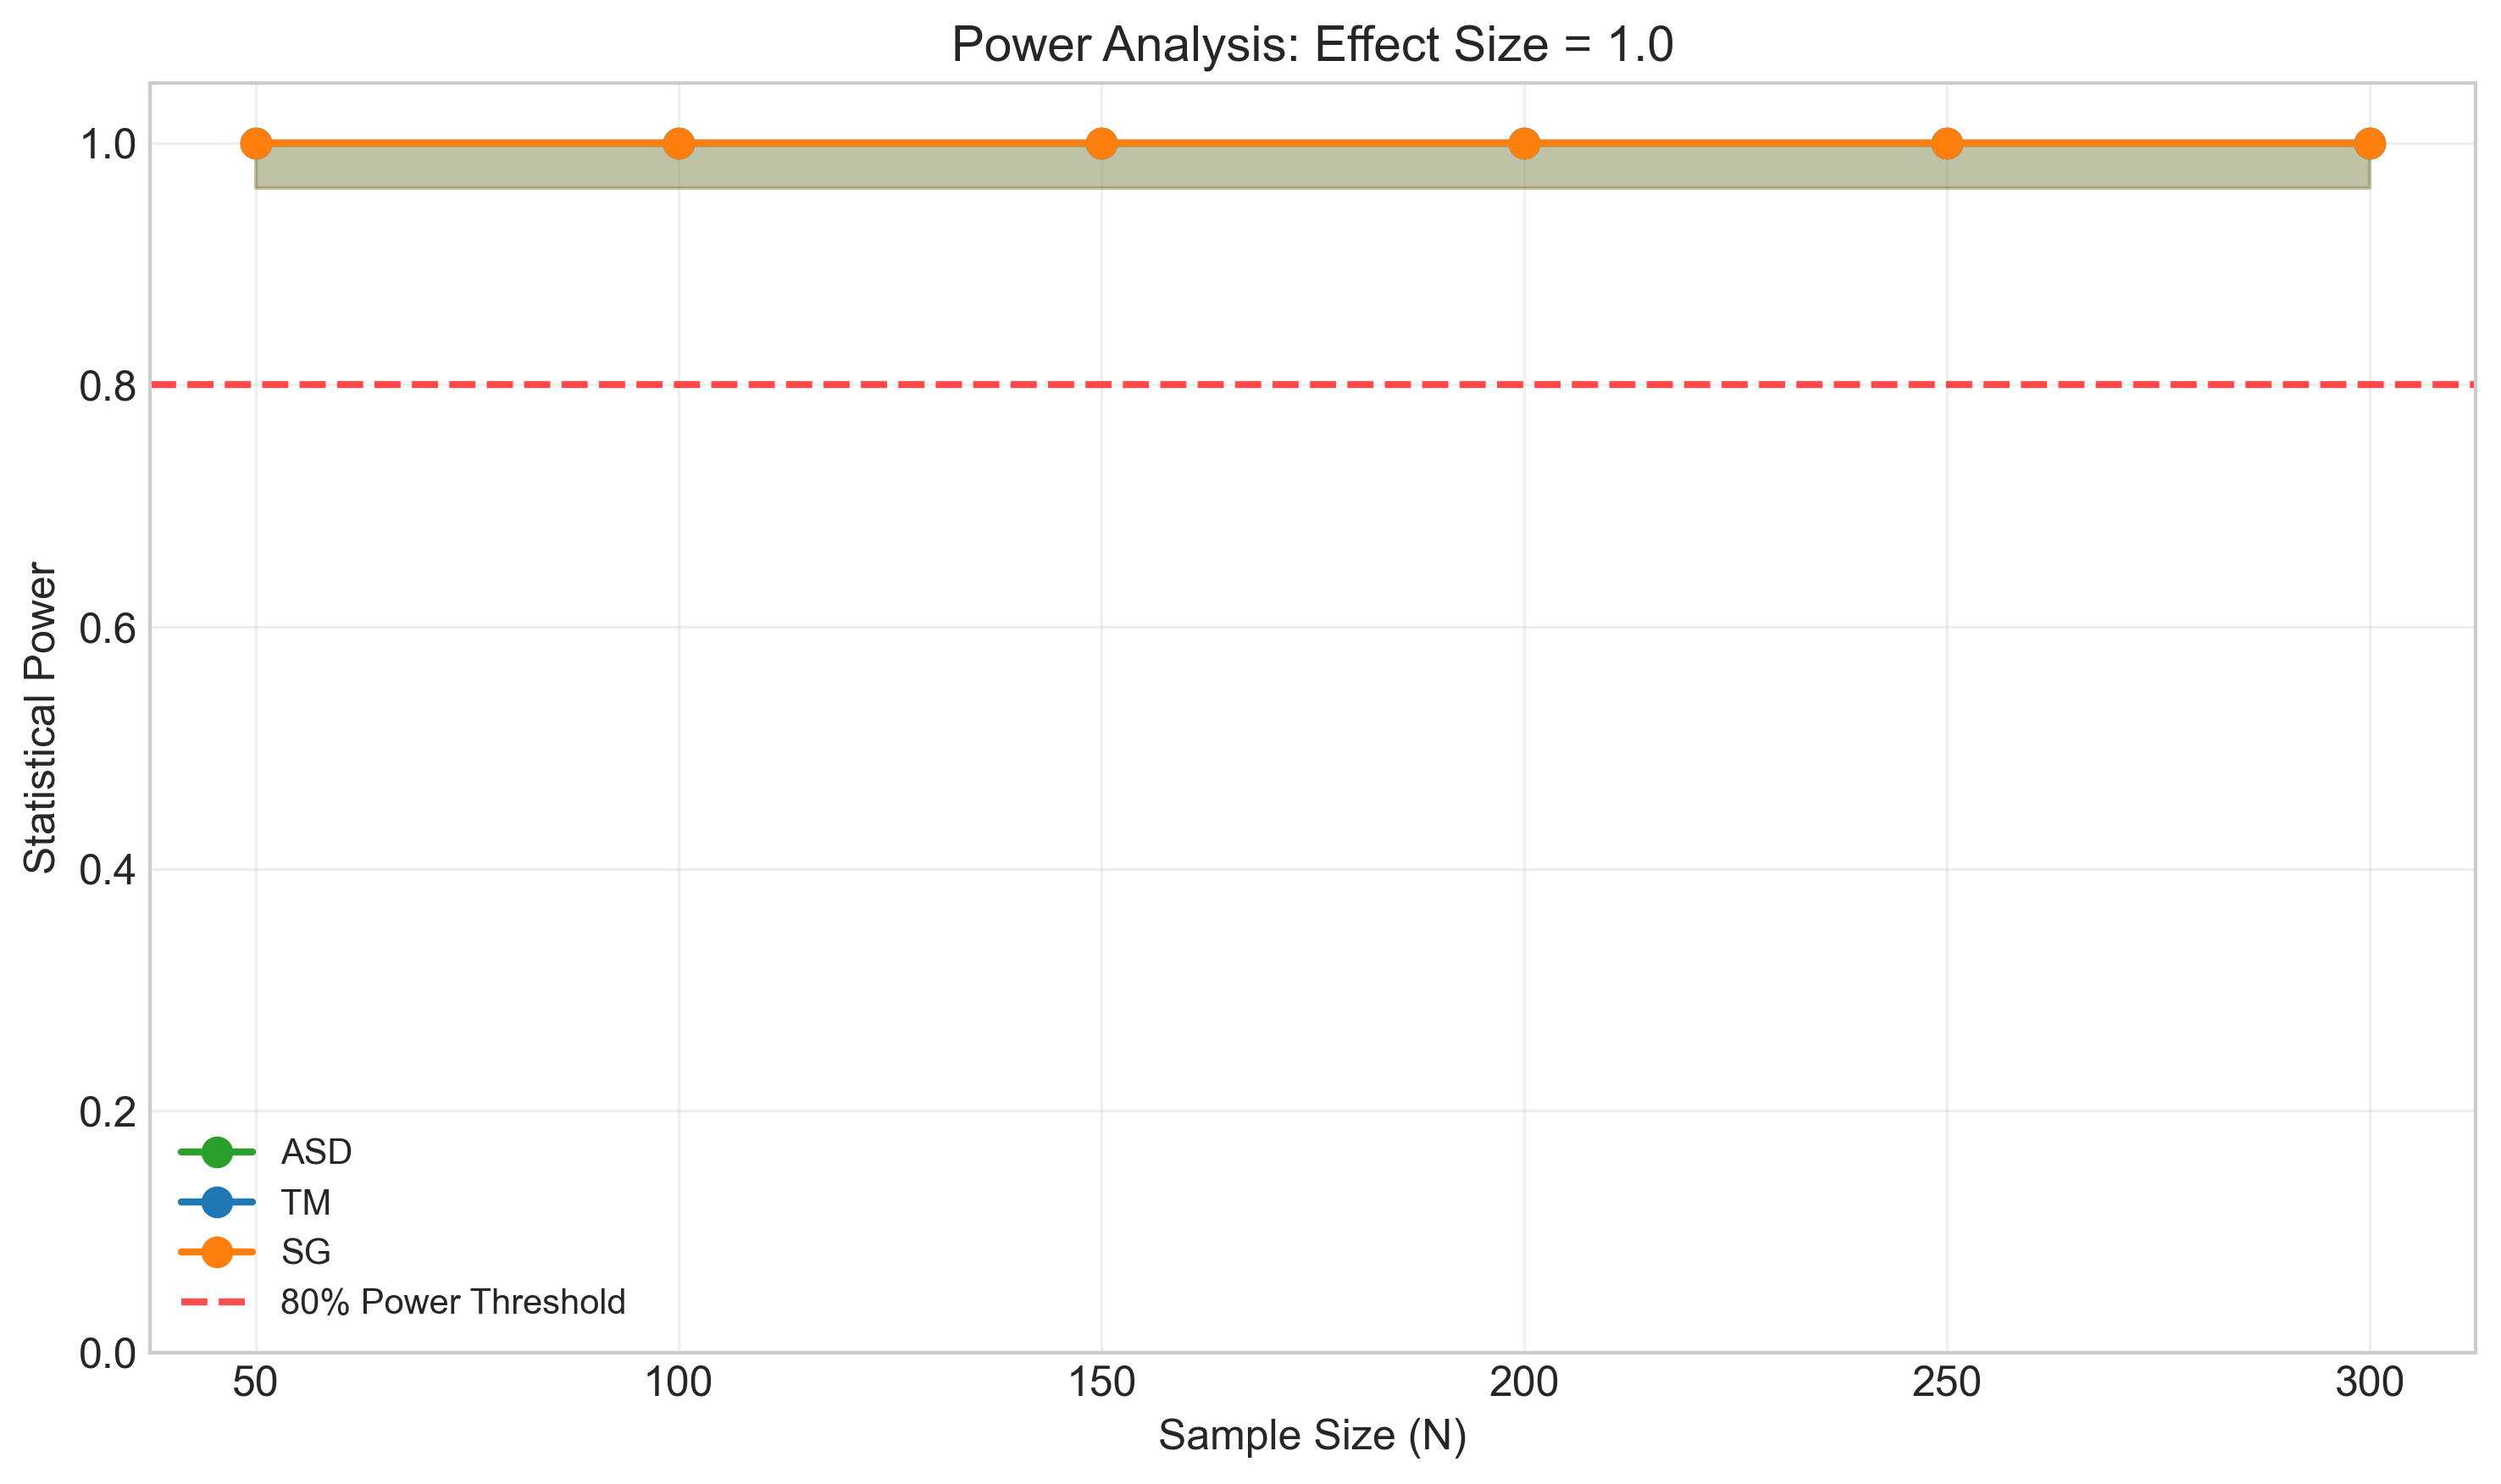 Power Analysis: Effect Size = 1.0
1.0
0.8
0.6
0.4
0.2
0.0
Statistical Power
ASD
TM
SG
80% Power Threshold
50 100 150 200 250 300
Sample Size (N)